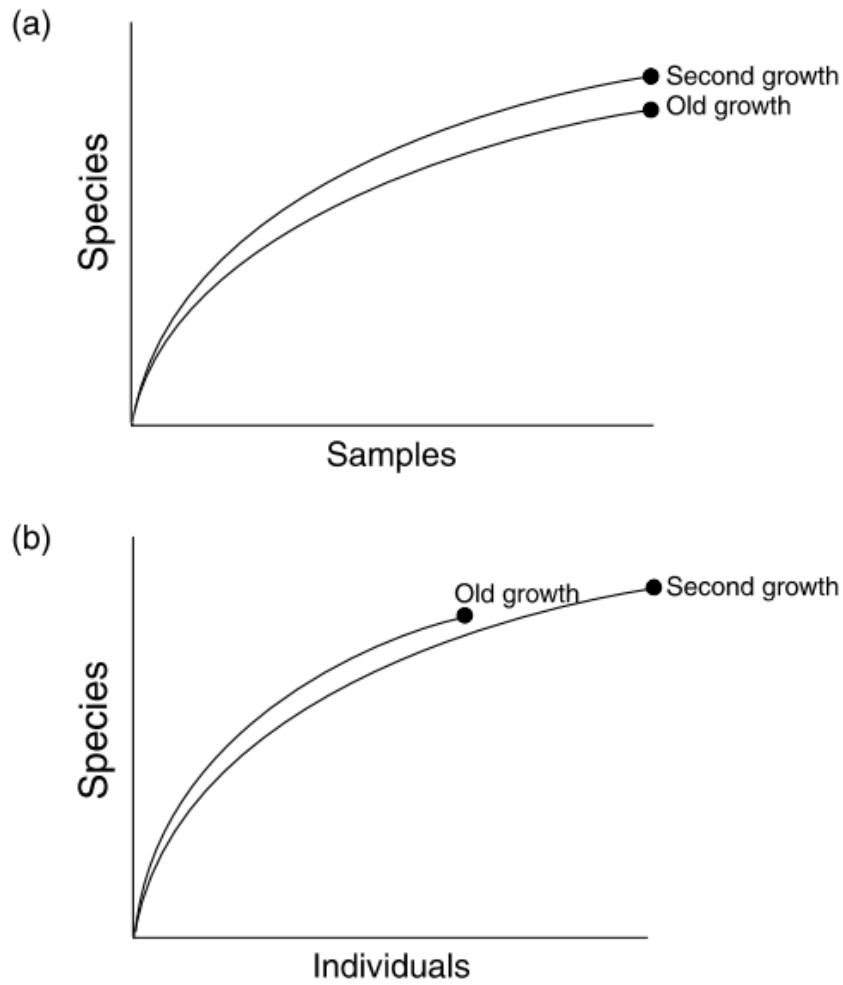 (a)
Second growth
Old growth
Species
Samples
(b)
Old growth
Second growth
Species
Individuals